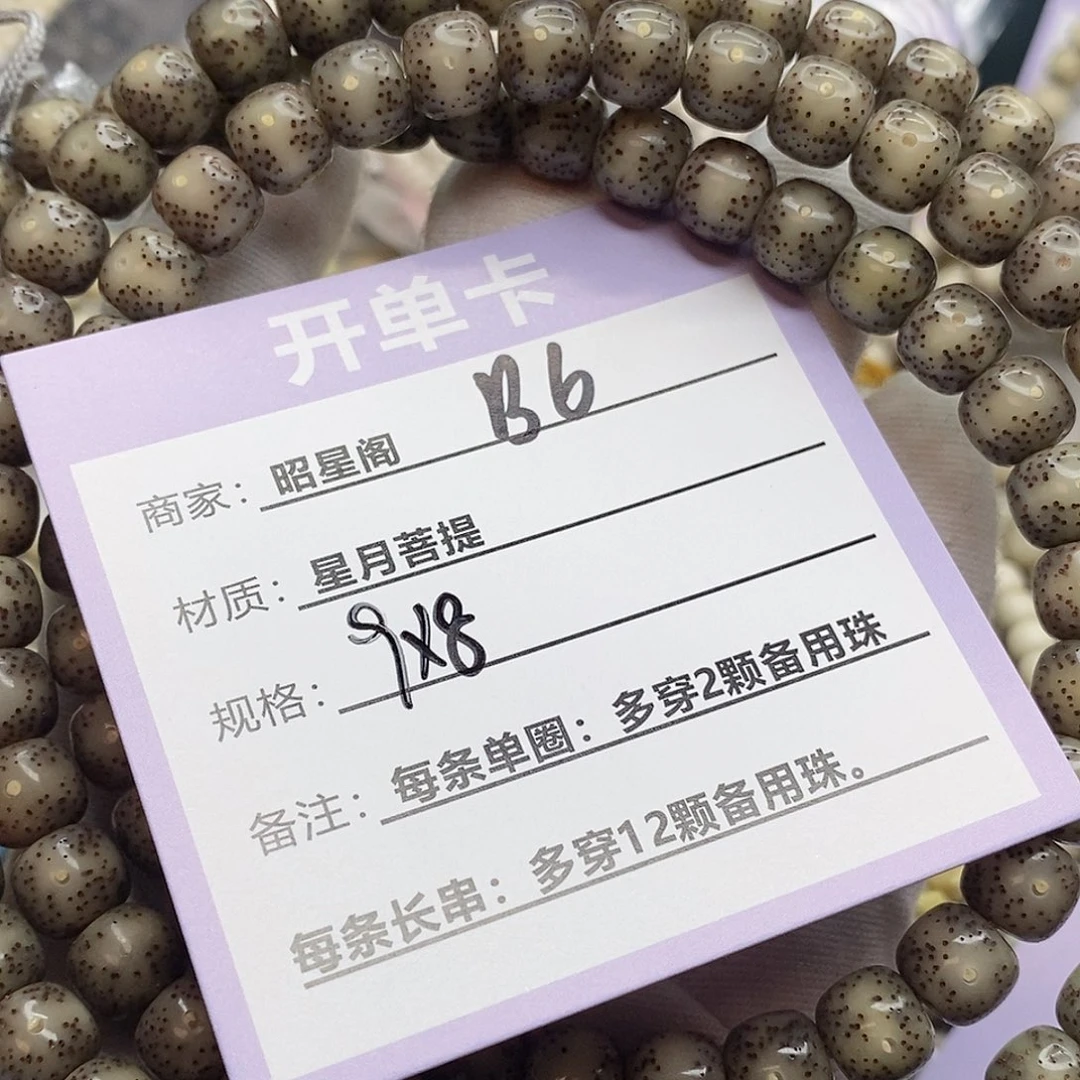 开单卡
商家：昭星阁 B6
材质：星月菩提
规格：9x8
备注：每条单圈：多穿2颗备用珠
每条长串：多穿12颗备用珠。